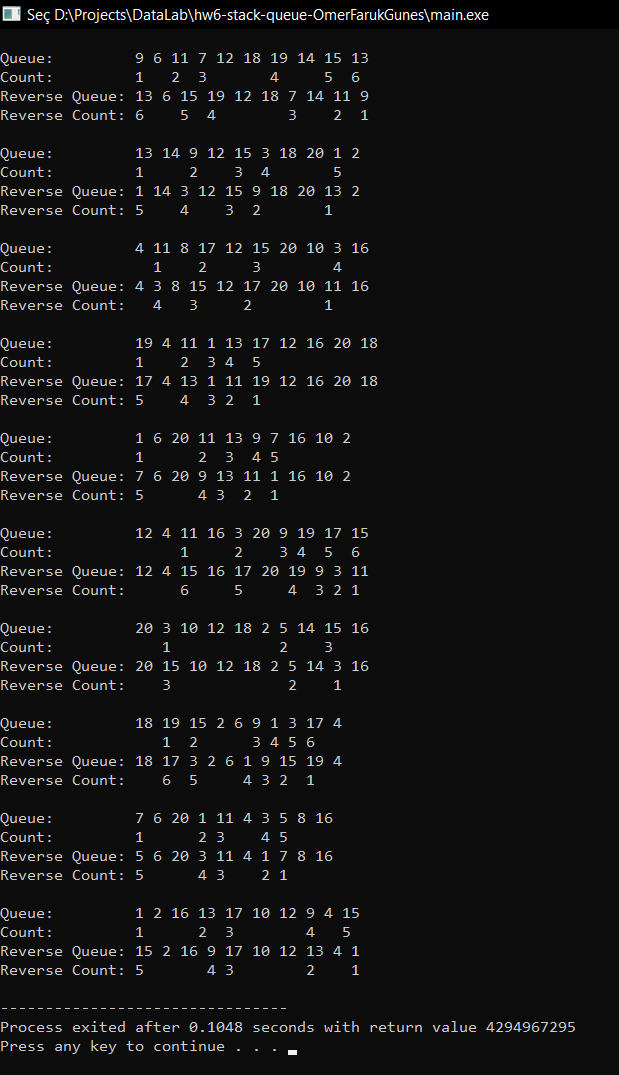 Seç D:\Projects\DataLab\hw6-stack-queue-OmerFarukGunes\main.exe
Queue:         9 6 11 7 12 18 19 14 15 13
Count:         1   2  3       4     5  6
Reverse Queue: 13 6 15 19 12 18 7 14 11 9
Reverse Count: 6    5  4        3    2  1
Queue:         13 14 9 12 15 3 18 20 1 2
Count:         1     2    3  4       5
Reverse Queue: 1 14 3 12 15 9 18 20 13 2
Reverse Count: 5    4    3  2       1
Queue:         4 11 8 17 12 15 20 10 3 16
Count:           1    2     3        4
Reverse Queue: 4 3 8 15 12 17 20 10 11 16
Reverse Count:   4   3     2        1
Queue:         19 4 11 1 13 17 12 16 20 18
Count:         1    2  3 4  5
Reverse Queue: 17 4 13 1 11 19 12 16 20 18
Reverse Count: 5    4  3 2  1
Queue:         1 6 20 11 13 9 7 16 10 2
Count:         1      2  3  4 5
Reverse Queue: 7 6 20 9 13 11 1 16 10 2
Reverse Count: 5      4 3  2  1
Queue:         12 4 11 16 3 20 9 19 17 15
Count:              1     2    3 4  5  6
Reverse Queue: 12 4 15 16 17 20 19 9 3 11
Reverse Count:      6     5     4  3 2 1
Queue:         20 3 10 12 18 2 5 14 15 16
Count:            1            2    3
Reverse Queue: 20 15 10 12 18 2 5 14 3 16
Reverse Count:    3             2    1
Queue:         18 19 15 2 6 9 1 3 17 4
Count:            1  2      3 4 5 6
Reverse Queue: 18 17 3 2 6 1 9 15 19 4
Reverse Count:    6  5     4 3 2  1
Queue:         7 6 20 1 11 4 3 5 8 16
Count:         1      2 3    4 5
Reverse Queue: 5 6 20 3 11 4 1 7 8 16
Reverse Count: 5      4 3    2 1
Queue:         1 2 16 13 17 10 12 9 4 15
Count:         1      2  3        4   5
Reverse Queue: 15 2 16 9 17 10 12 13 4 1
Reverse Count: 5       4 3        2    1
--------------------------------
Process exited after 0.1048 seconds with return value 4294967295
Press any key to continue . . .